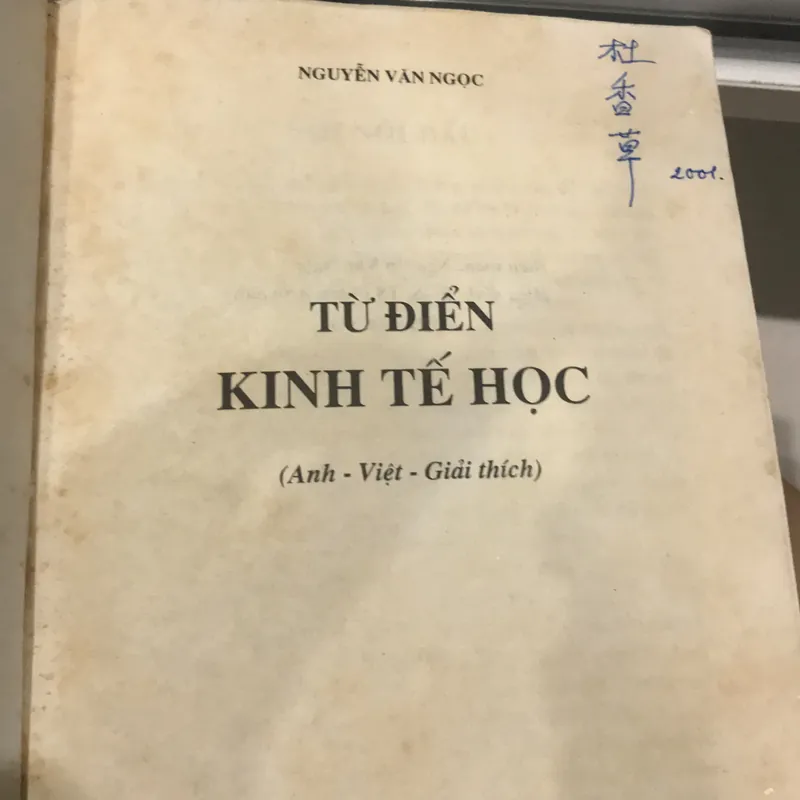 NGUYỄN VĂN NGỌC
杜香草
2001.
TỪ ĐIỂN
KINH TẾ HỌC
(Anh - Việt - Giải thích)